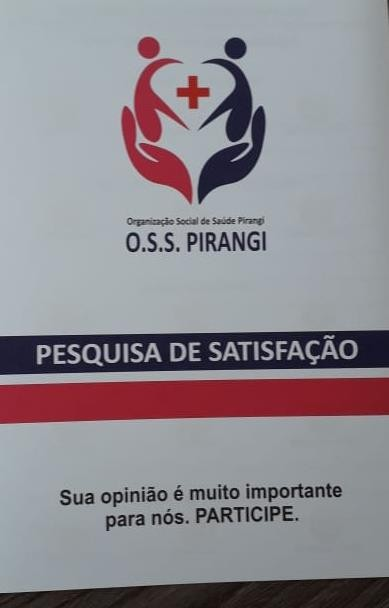 Organização Social de Saúde Pirangi
O.S.S. PIRANGI
PESQUISA DE SATISFAÇÃO
Sua opinião é muito importante
para nós. PARTICIPE.